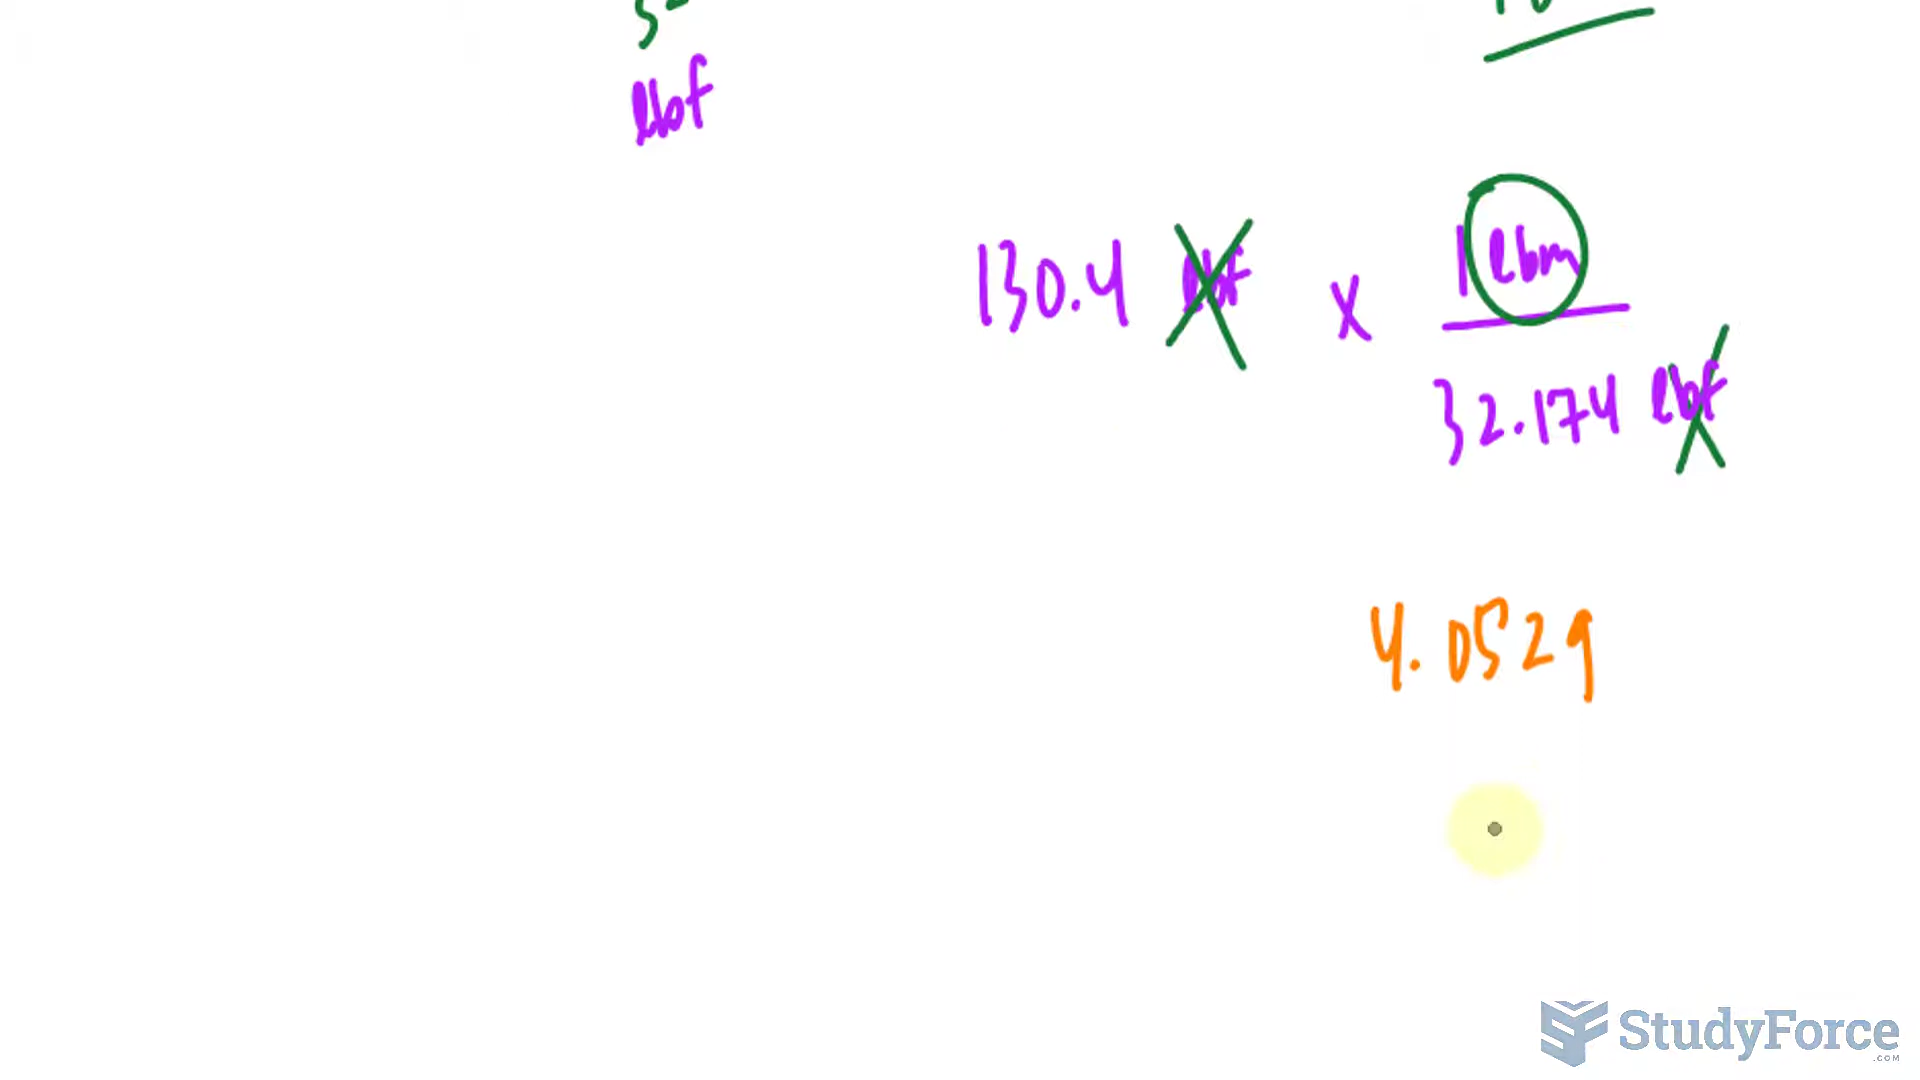 lbf
130.4 lbf x 1 lbm
32.174 lbf
4.0529
StudyForce
.COM